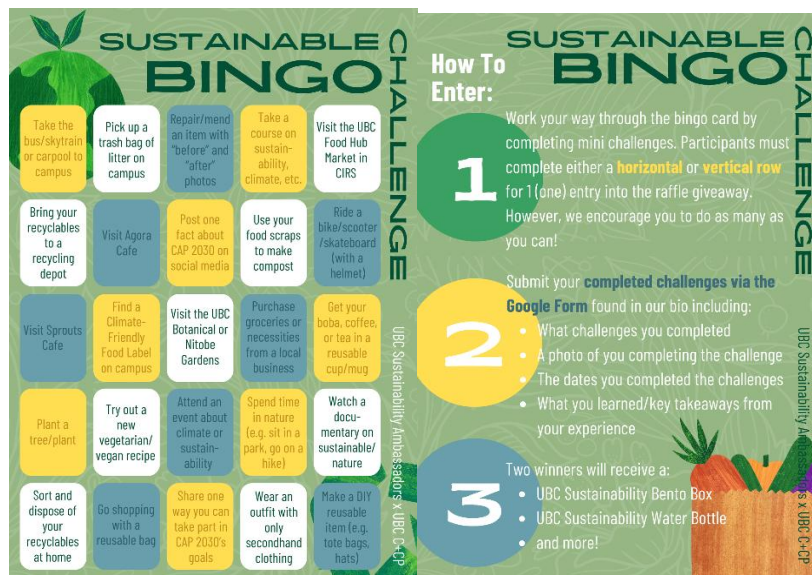 SUSTAINABLE
BINGO
CHALLENGE
Take the
bus/skytrain
or carpool to
campus
Pick up a
trash bag of
litter on
campus
Repair/mend
an item with
"before" and
"after"
photos
Take a
course on
sustain-
ability,
climate, etc.
Visit the UBC
Food Hub
Market in
CIRS
Bring your
recyclables
to a
recycling
depot
Visit Agora
Cafe
Post one
fact about
CAP 2030 on
social media
Use your
food scraps
to make
compost
Ride a
bike/scooter
/skateboard
(with a
helmet)
Visit Sprouts
Cafe
Find a
Climate-
Friendly
Food Label
on campus
Visit the UBC
Botanical or
Nitobe
Gardens
Purchase
groceries or
necessities
from a local
business
Get your
boba, coffee,
or tea in a
reusable
cup/mug
Plant a
tree/plant
Try out a
new
vegetarian/
vegan recipe
Attend an
event about
climate or
sustain-
ability
Spend time
in nature
(e.g. sit in a
park, go on a
hike)
Watch a
docu-
mentary on
sustainable/
nature
Sort and
dispose of
your
recyclables
at home
Go shopping
with a
reusable bag
Share one
way you can
take part in
CAP 2030's
goals
Wear an
outfit with
only
secondhand
clothing
Make a DIY
reusable
item (e.g.
tote bags,
hats)
UBC Sustainability Ambassadors x UBC C+CP
SUSTAINABLE
BINGO
CHALLENGE
How To
Enter:
1
Work your way through the bingo card by
completing mini challenges. Participants must
complete either a horizontal or vertical row
for 1 (one) entry into the raffle giveaway.
However, we encourage you to do as many as
you can!
2
Submit your completed challenges via the
Google Form found in our bio including:
• What challenges you completed
• A photo of you completing the challenge
• The dates you completed the challenges
• What you learned/key takeaways from
your experience
3
Two winners will receive a:
• UBC Sustainability Bento Box
• UBC Sustainability Water Bottle
• and more!
UBC Sustainability Ambassadors x UBC C+CP